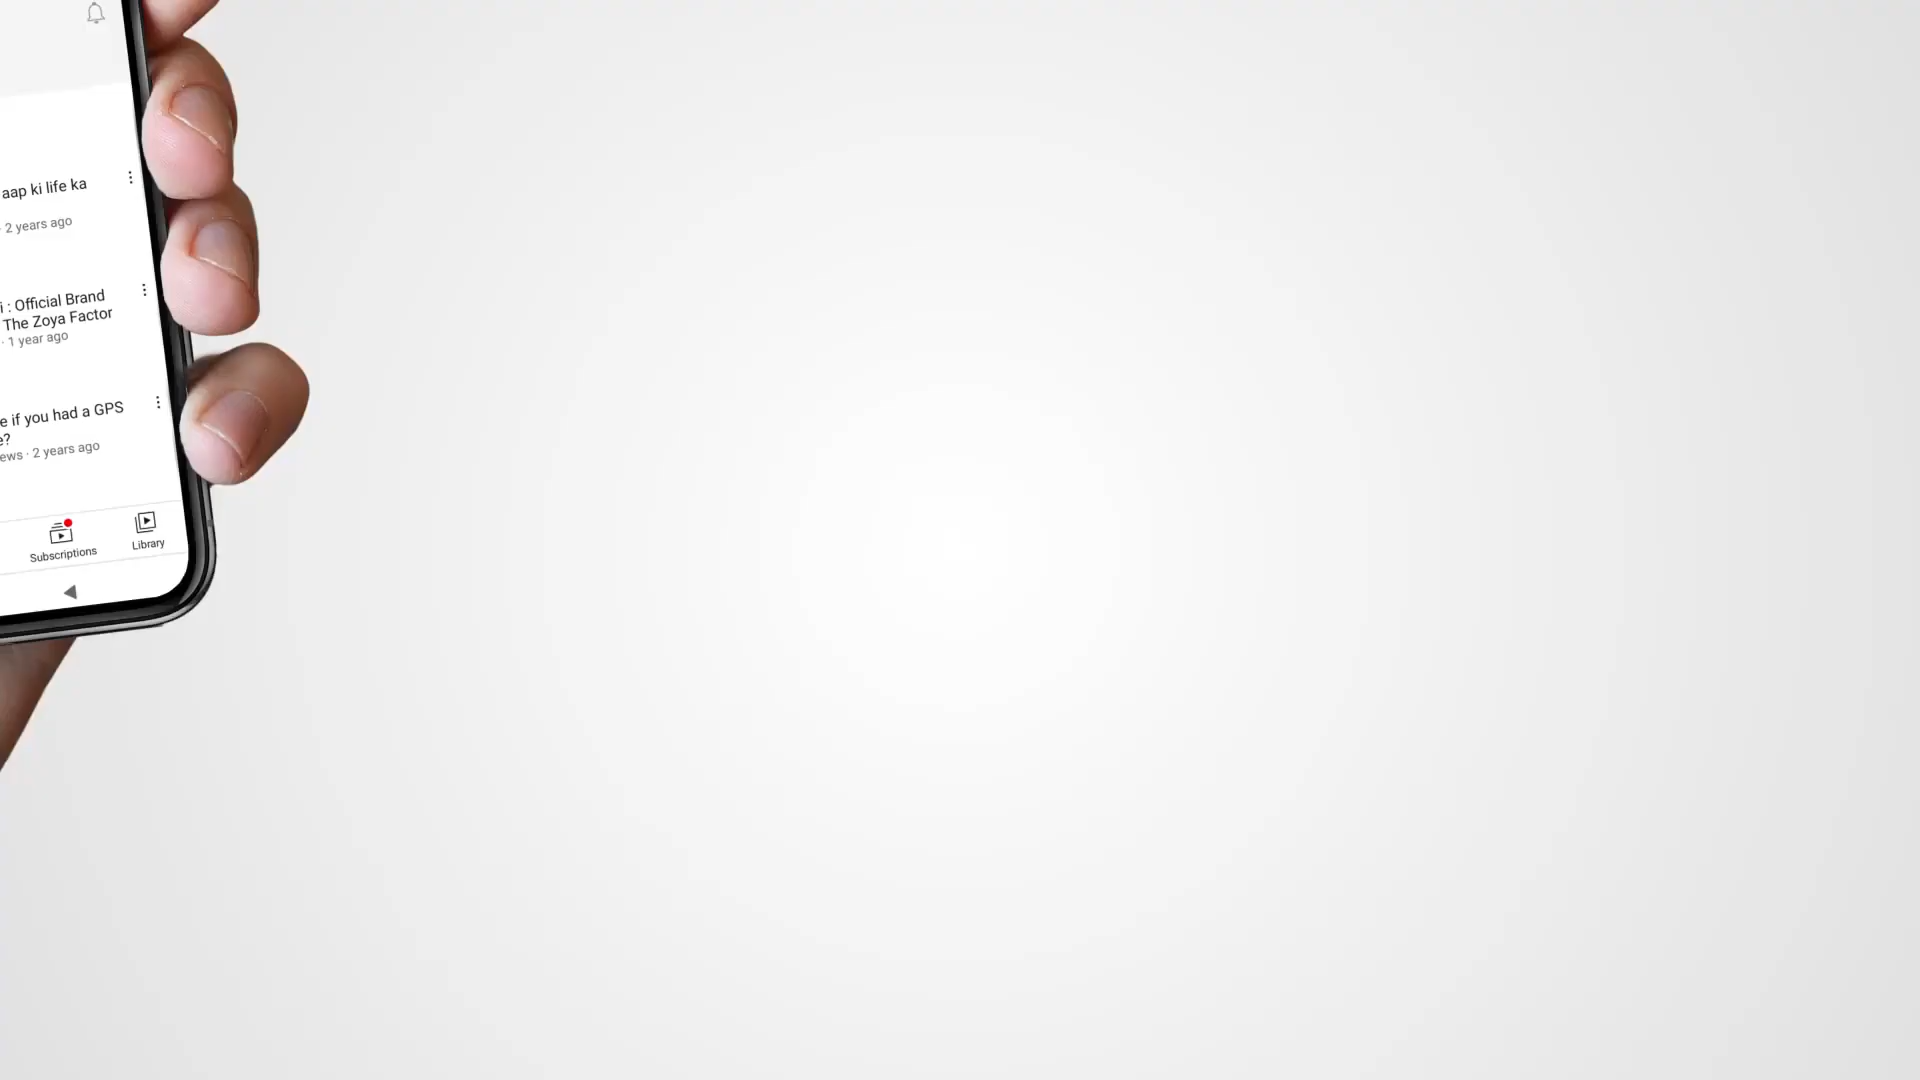 aap ki life ka
· 2 years ago
i : Official Brand
The Zoya Factor
· 1 year ago
e if you had a GPS
e?
ews · 2 years ago
Subscriptions
Library